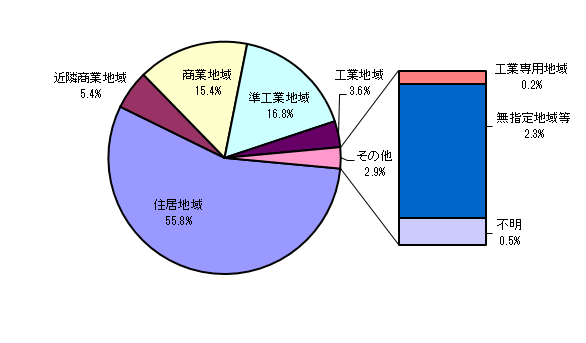 近隣商業地域
5.4%
商業地域
15.4%
準工業地域
16.8%
工業地域
3.6%
その他
2.9%
住居地域
55.8%
工業専用地域
0.2%
無指定地域等
2.3%
不明
0.5%